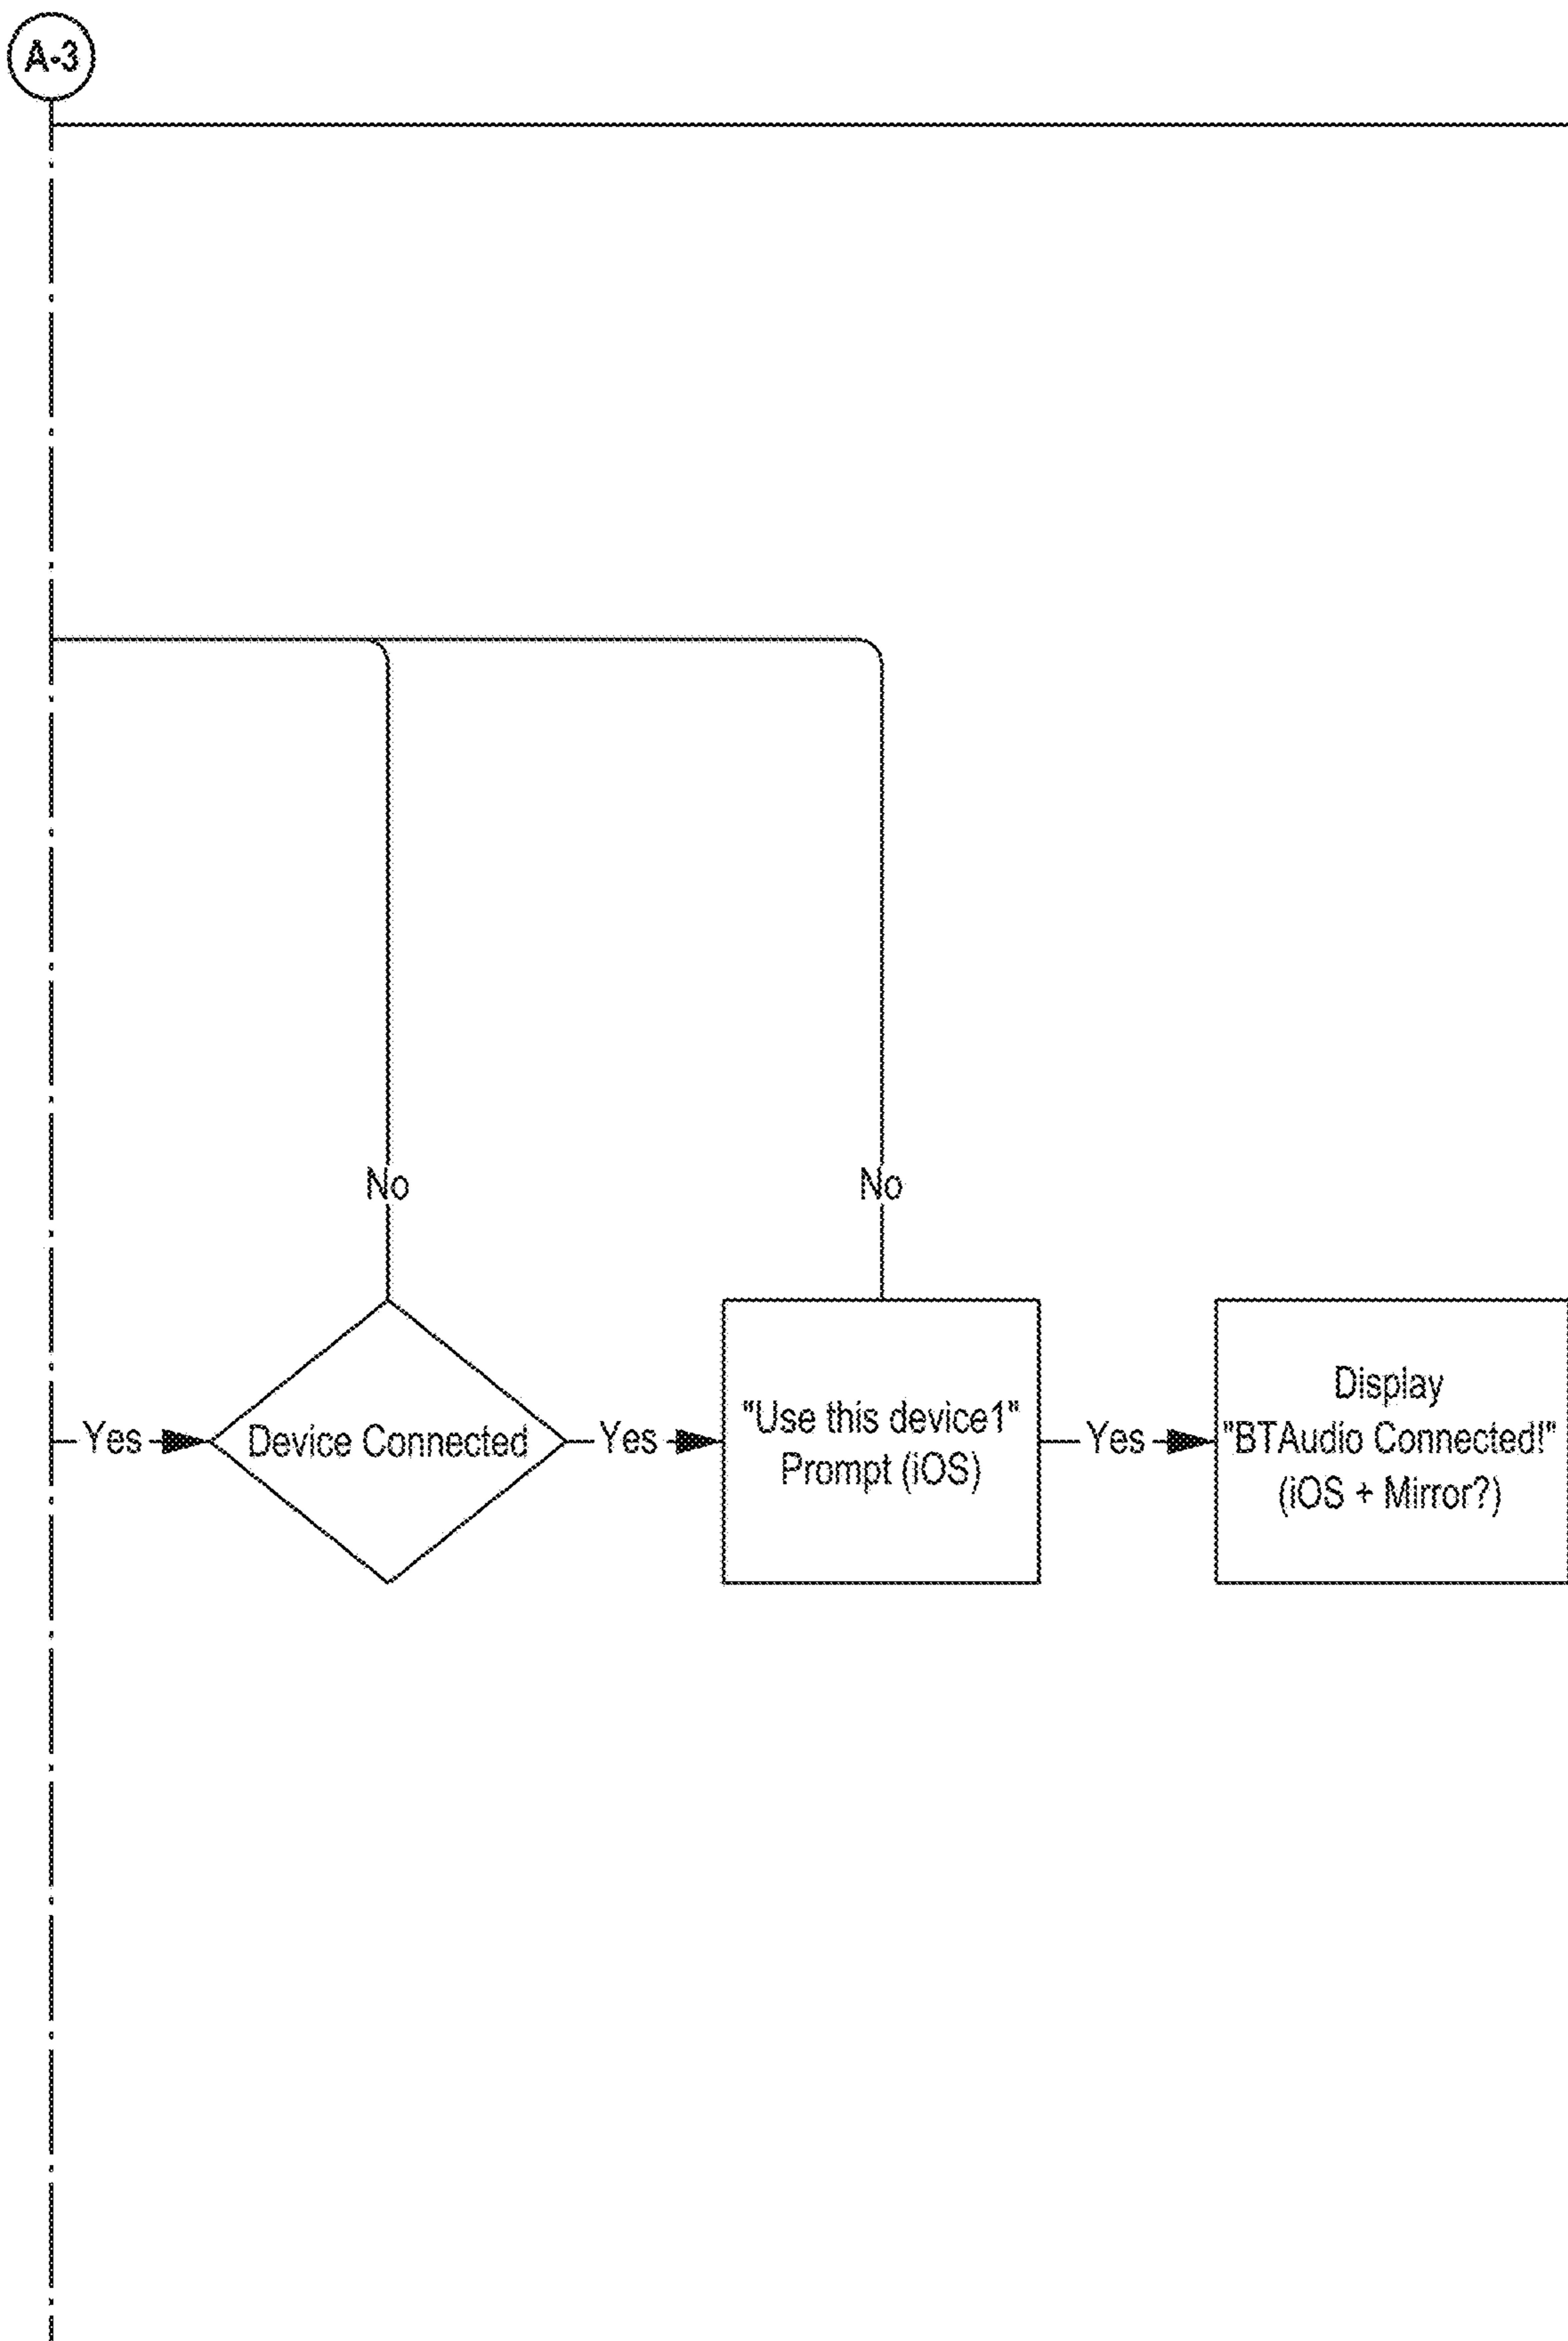 A-3
No
No
Yes
Device Connected
Yes
"Use this device1"
Prompt (iOS)
Yes
Display
"BTAudio Connected!"
(iOS + Mirror?)